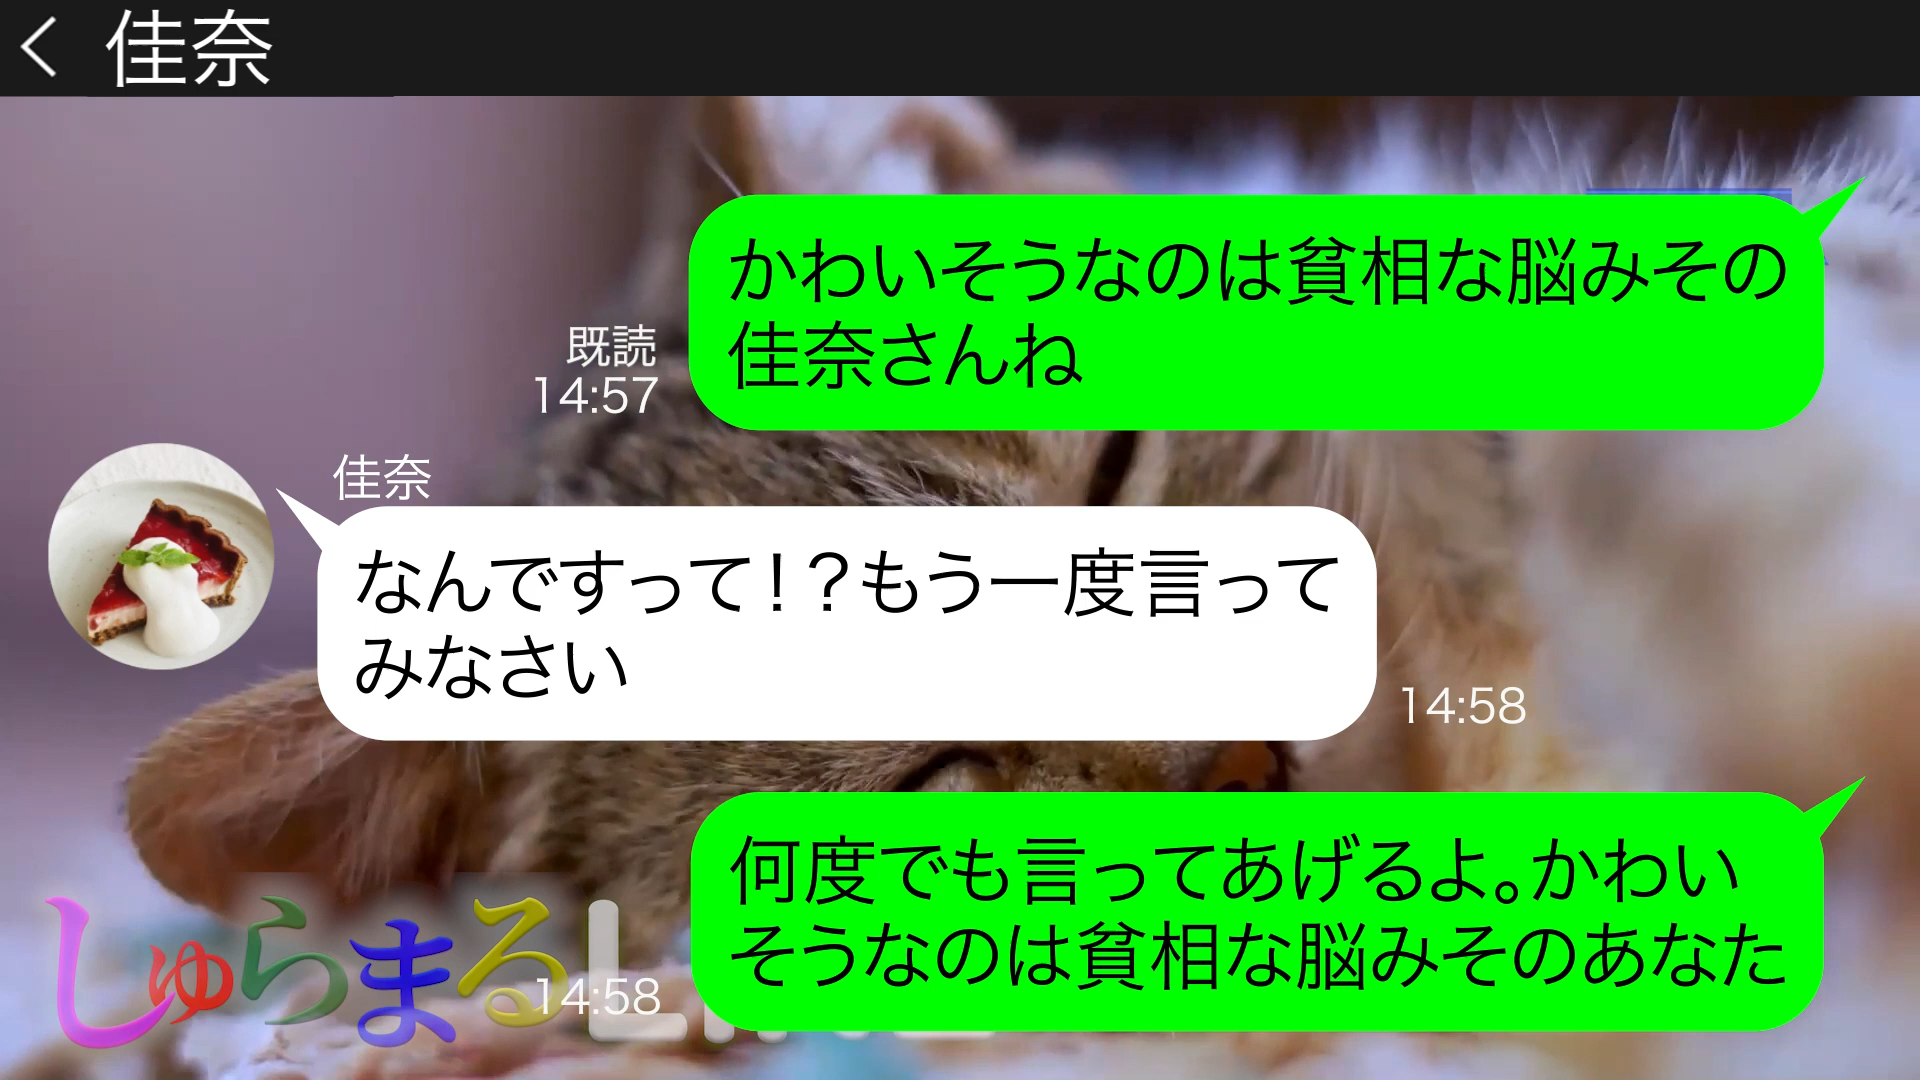 佳奈
かわいそうなのは貧相な脳みその
佳奈さんね
既読
14:57
佳奈
なんですって！？もう一度言って
みなさい
14:58
何度でも言ってあげるよ。かわい
そうなのは貧相な脳みそのあなた
14:58
しゅらまる